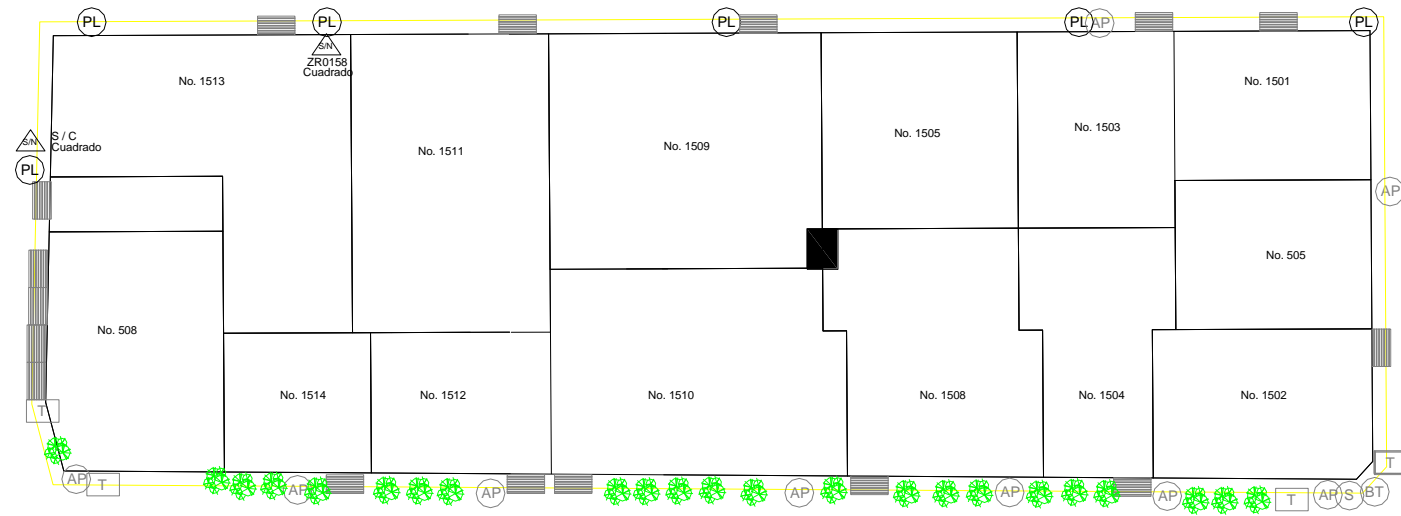 PL
PL
PL
PL
AP
PL
S/N
ZR0158
Cuadrado
No. 1513
No. 1501
No. 1503
No. 1505
No. 1509
No. 1511
S/N
S / C
Cuadrado
PL
AP
No. 505
No. 508
No. 1514
No. 1512
No. 1510
No. 1508
No. 1504
No. 1502
T
T
AP
T
AP
AP
AP
AP
AP
T
AP
S
BT